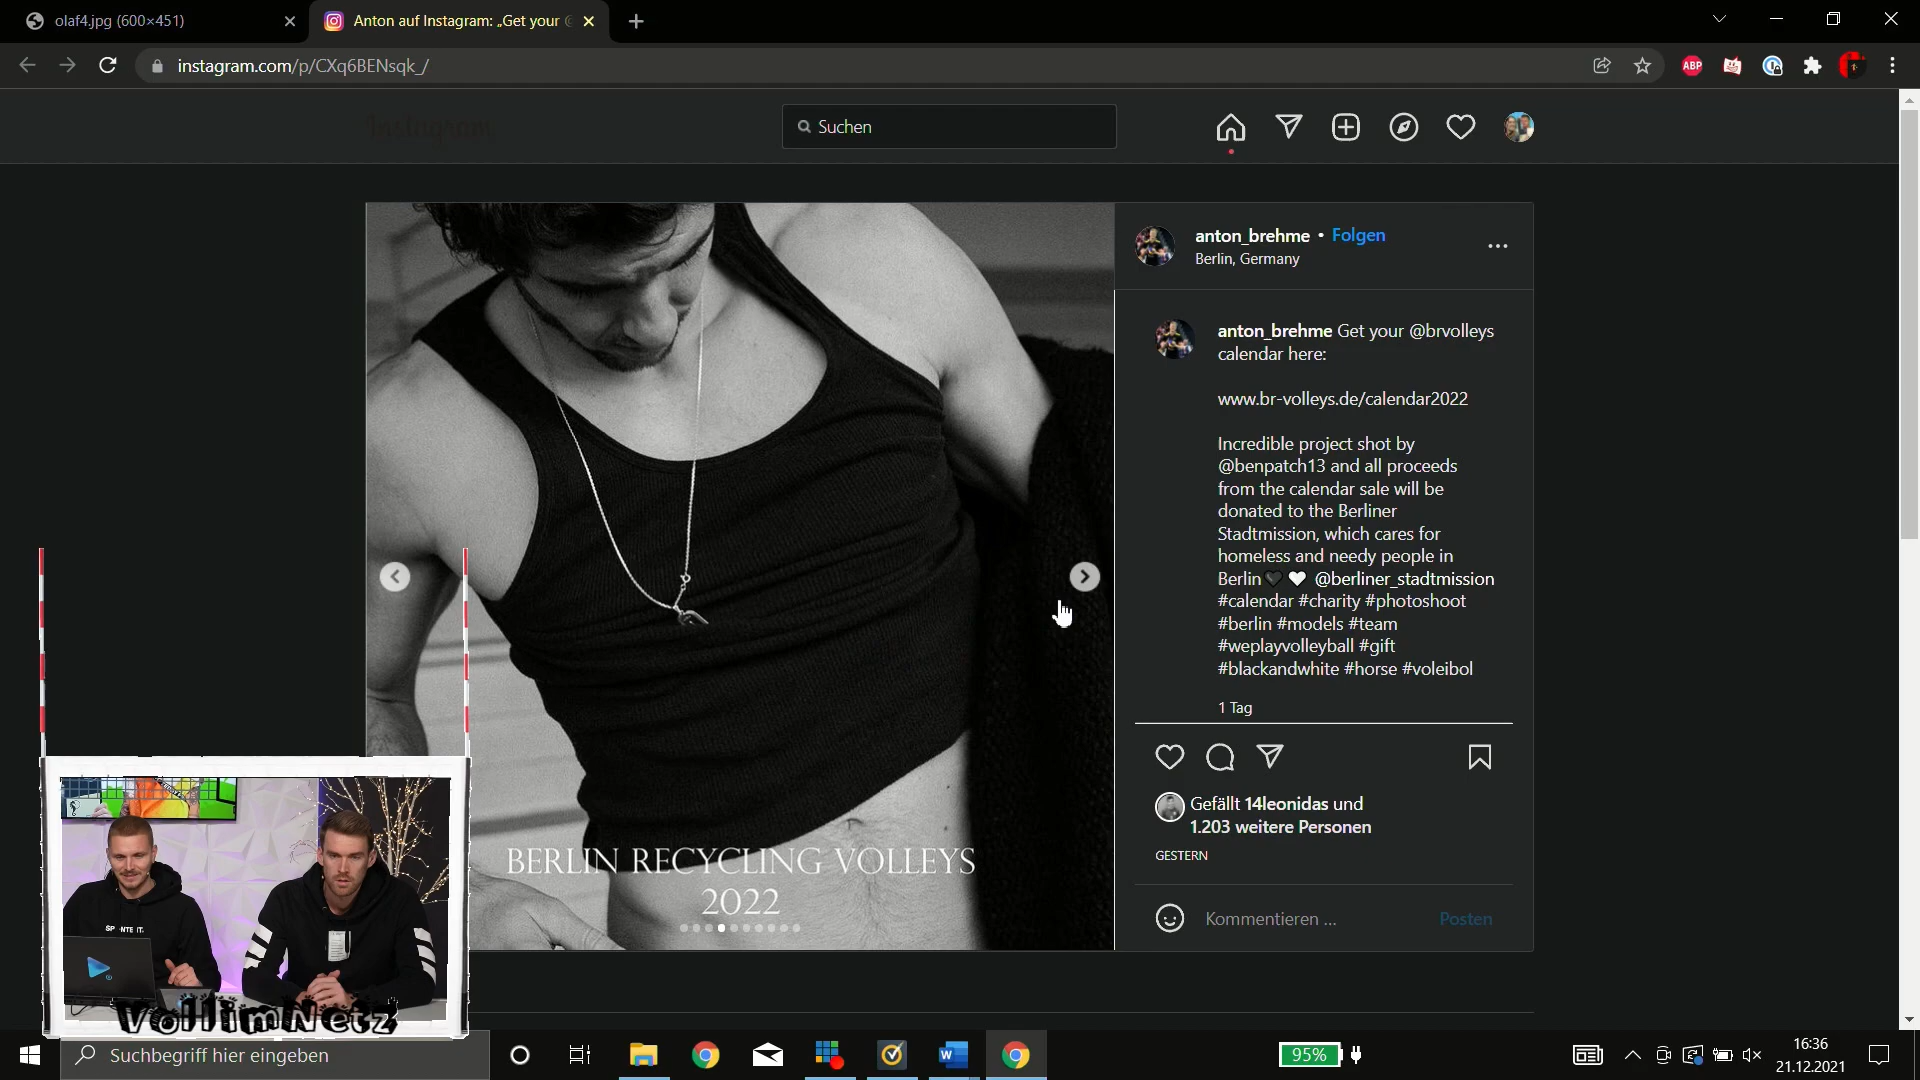 olaf4.jpg (600×451)
Anton auf Instagram: „Get your
instagram.com/p/CXq6BENsqk_/
ABP
Instagram
Suchen
anton_brehme • Folgen
Berlin, Germany
anton_brehme Get your @brvolleys
calendar here:
www.br-volleys.de/calendar2022
Incredible project shot by
@benpatch13 and all proceeds
from the calendar sale will be
donated to the Berliner
Stadtmission, which cares for
homeless and needy people in
Berlin🖤🤍 @berliner_stadtmission
#calendar #charity #photoshoot
#berlin #models #team
#weplayvolleyball #gift
#blackandwhite #horse #voleibol
1 Tag
Gefällt 14leonidas und
1.203 weitere Personen
GESTERN
Kommentieren ...
Posten
BERLIN RECYCLING VOLLEYS
2022
VollimNetz
Suchbegriff hier eingeben
95%
16:36
21.12.2021